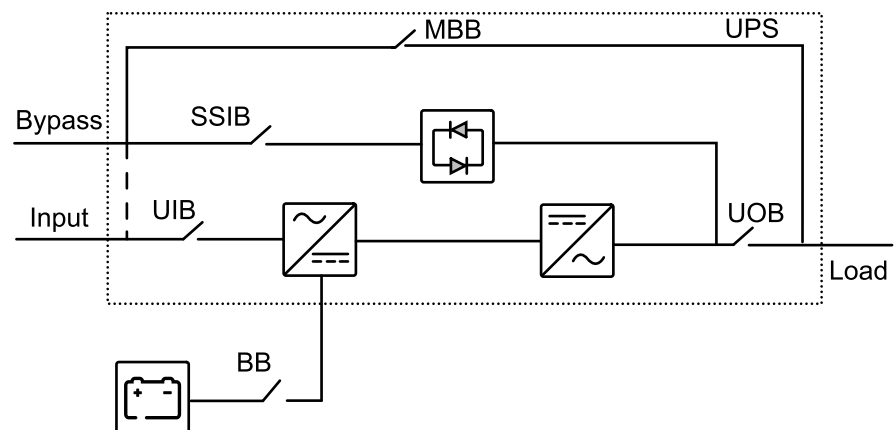 MBB
UPS
Bypass
SSIB
Input
UIB
UOB
Load
BB
+ -